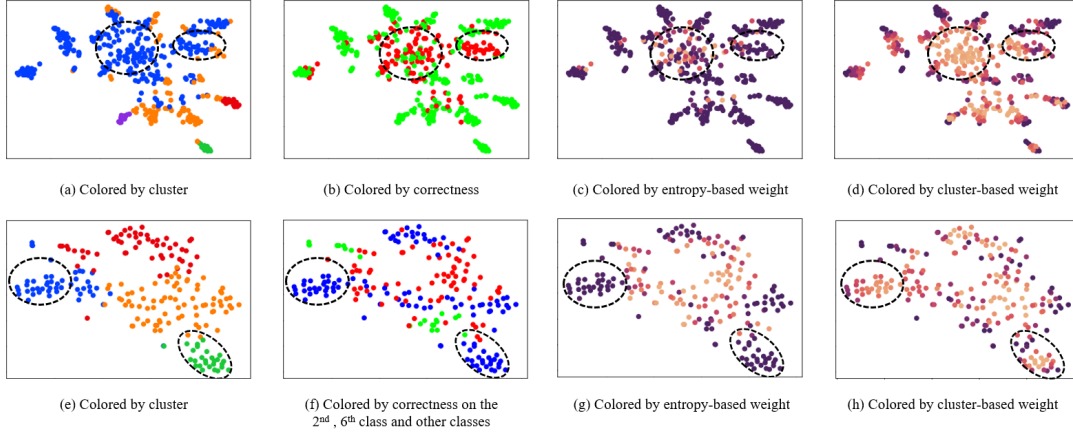 (a) Colored by cluster
(b) Colored by correctness
(c) Colored by entropy-based weight
(d) Colored by cluster-based weight
(e) Colored by cluster
(f) Colored by correctness on the
2nd , 6th class and other classes
(g) Colored by entropy-based weight
(h) Colored by cluster-based weight